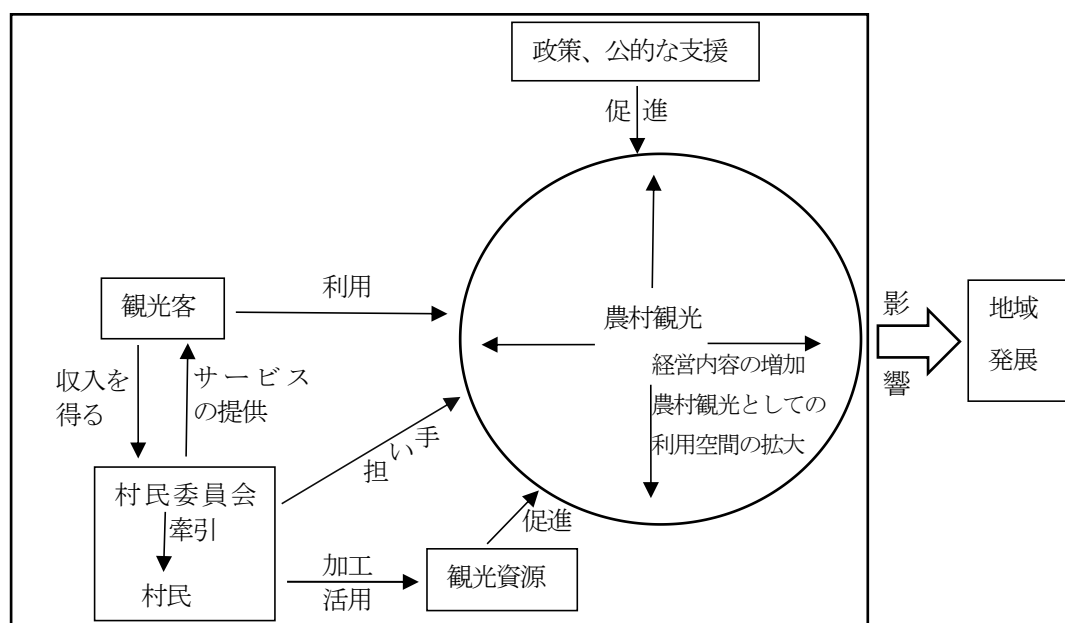 政策、公的な支援
促進
観光客
利用
農村観光
経営内容の増加
農村観光としての
利用空間の拡大
影
響
地域
発展
収入を
得る
サービス
の提供
担い手
村民委員会
牽引
村民
加工
活用
観光資源
促進